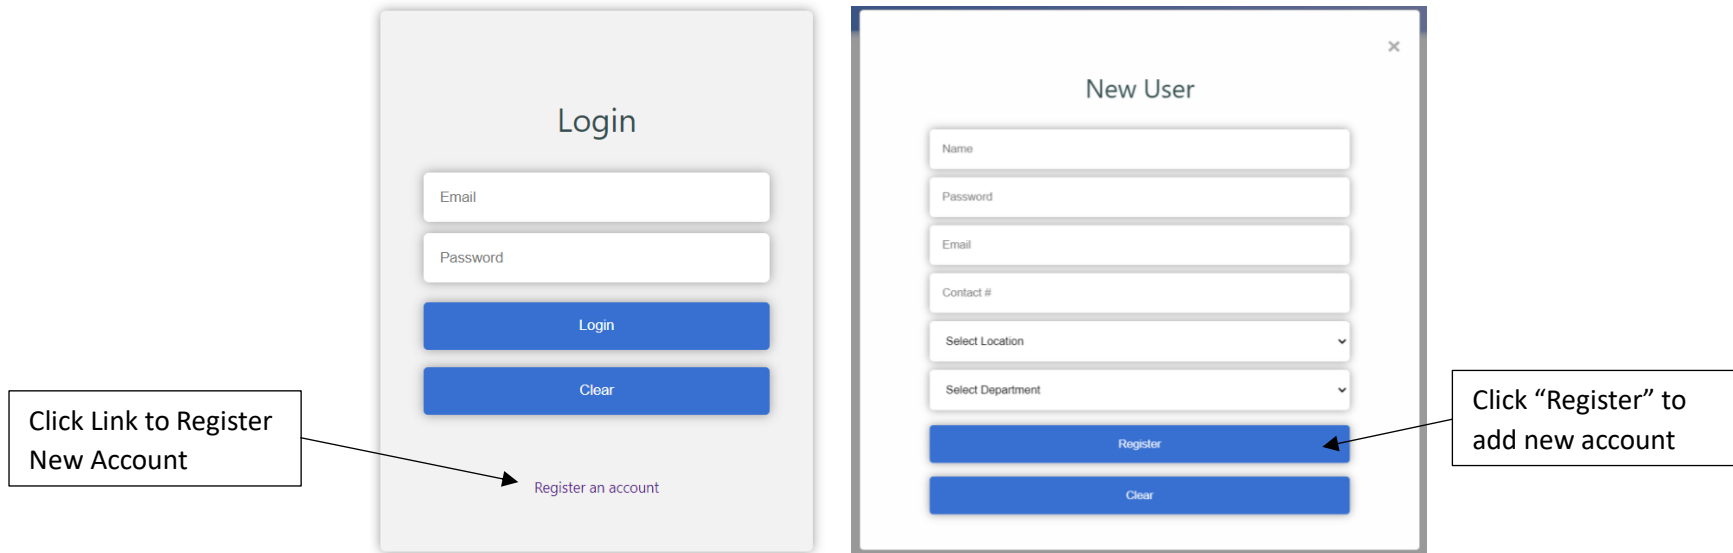 Login
Email
Password
Login
Clear
Click Link to Register
New Account
Register an account
×
New User
Name
Password
Email
Contact #
Select Location
Select Department
Register
Clear
Click “Register” to
add new account